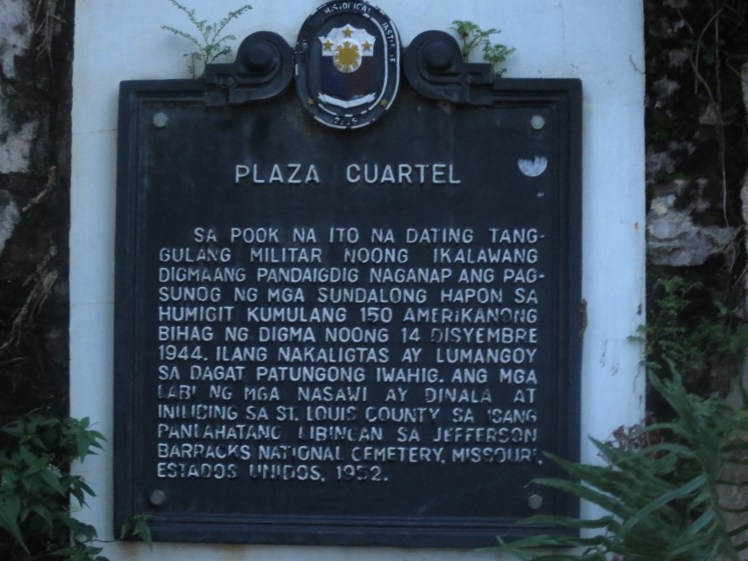 HISTORICAL INSTITUTE
PLAZA CUARTEL
SA POOK NA ITO NA DATING TANG-
GULANG MILITAR NOONG IKALAWANG
DIGMAANG PANDAIGDIG NAGANAP ANG PAG-
SUNOG NG MGA SUNDALONG HAPON SA
HUMIGIT KUMULANG 150 AMERIKANONG
BIHAG NG DIGMA NOONG 14 DISYEMBRE
1944. ILANG NAKALIGTAS AY LUMANGOY
SA DAGAT PATUNGONG IWAHIG. ANG MGA
LABI NG MGA NASAWI AY DINALA AT
INILIBING SA ST. LOUIS COUNTY SA ISANG
PANLAHATANG LIBINGAN SA JEFFERSON
BARRACKS NATIONAL CEMETERY, MISSOURI,
ESTADOS UNIDOS, 1952.